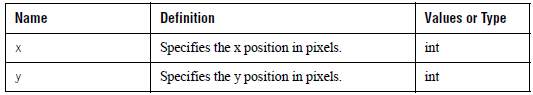 Name Definition Values or Type
x Specifies the x position in pixels. int
y Specifies the y position in pixels. int